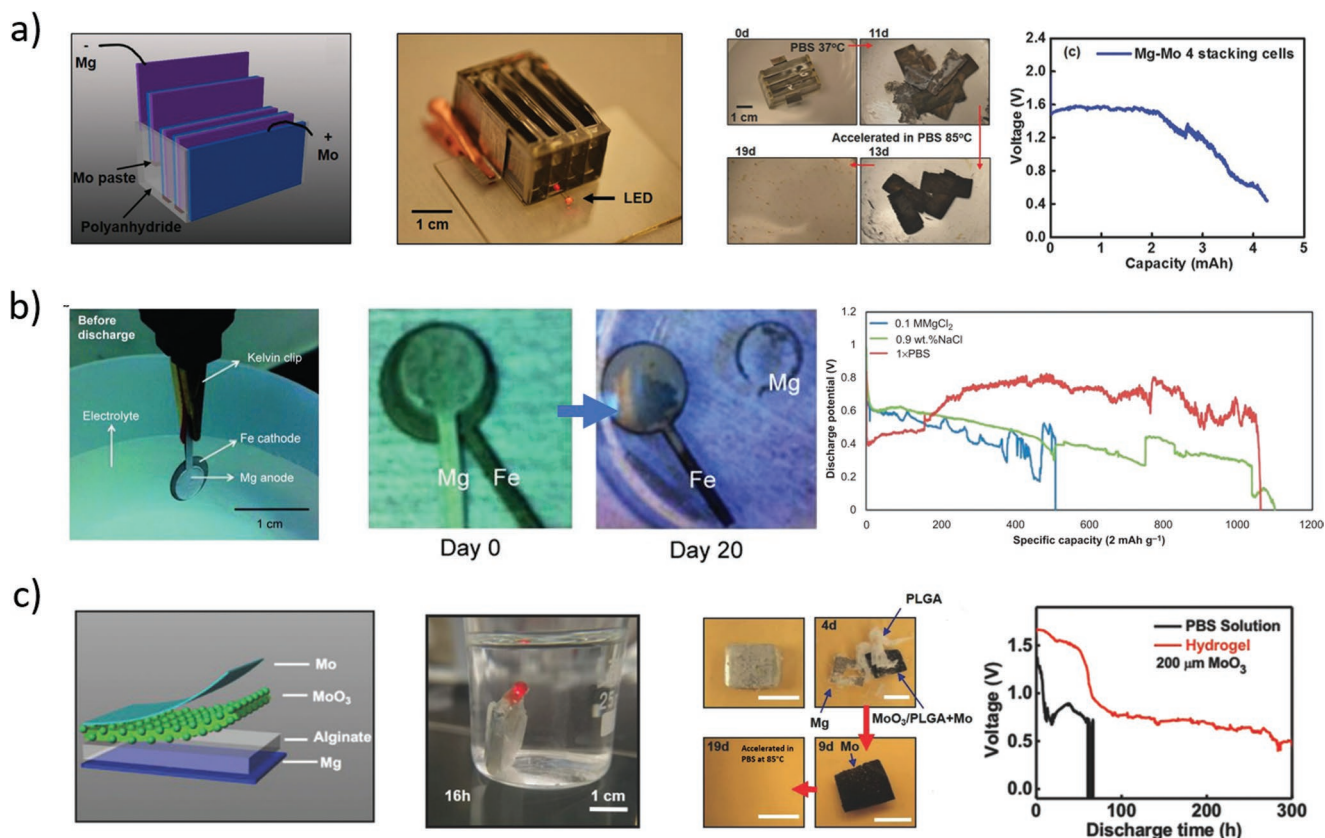 a)
-
Mg
+
Mo
Mo paste
Polyanhydride
1 cm
LED
0d
PBS 37°C
11d
1 cm
Accelerated in PBS 85°C
19d
13d
(c)
Mg-Mo 4 stacking cells
Voltage (V)
2.4
2.0
1.6
1.2
0.8
0.4
0.0
0
1
2
3
4
5
Capacity (mAh)
b)
Before
discharge
Kelvin clip
Electrolyte
Fe cathode
Mg anode
1 cm
Mg
Fe
Day 0
Mg
Fe
Day 20
0.1 MMgCl₂
0.9 wt.%NaCl
1×PBS
Discharge potential (V)
1.2
1
0.8
0.6
0.4
0.2
0
0
200
400
600
800
1000
1200
Specific capacity (2 mAh g⁻¹)
c)
Mo
MoO₃
Alginate
Mg
25
16h
1 cm
PLGA
4d
Mg
MoO₃/PLGA+Mo
19d
Accelerated in
PBS at 85°C
9d
Mo
PBS Solution
Hydrogel
200 μm MoO₃
Voltage (V)
1.5
1.0
0.5
0.0
0
100
200
300
Discharge time (h)